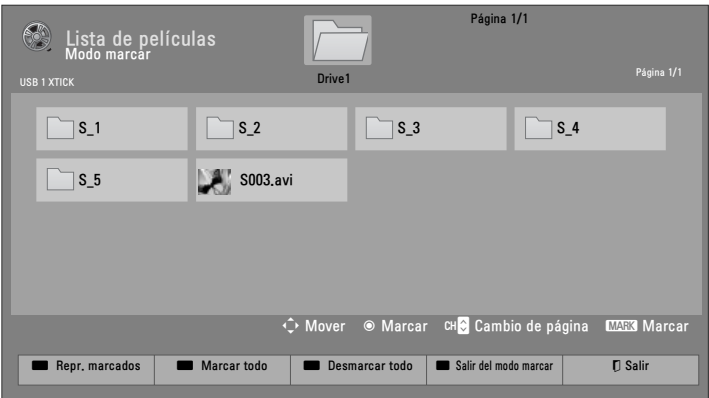 Página 1/1
Lista de películas
Modo marcar
Página 1/1
USB 1 XTICK
Drive1
S_1
S_2
S_3
S_4
S_5
S003.avi
Mover
Marcar
CH Cambio de página
MARK Marcar
Repr. marcados
Marcar todo
Desmarcar todo
Salir del modo marcar
Salir